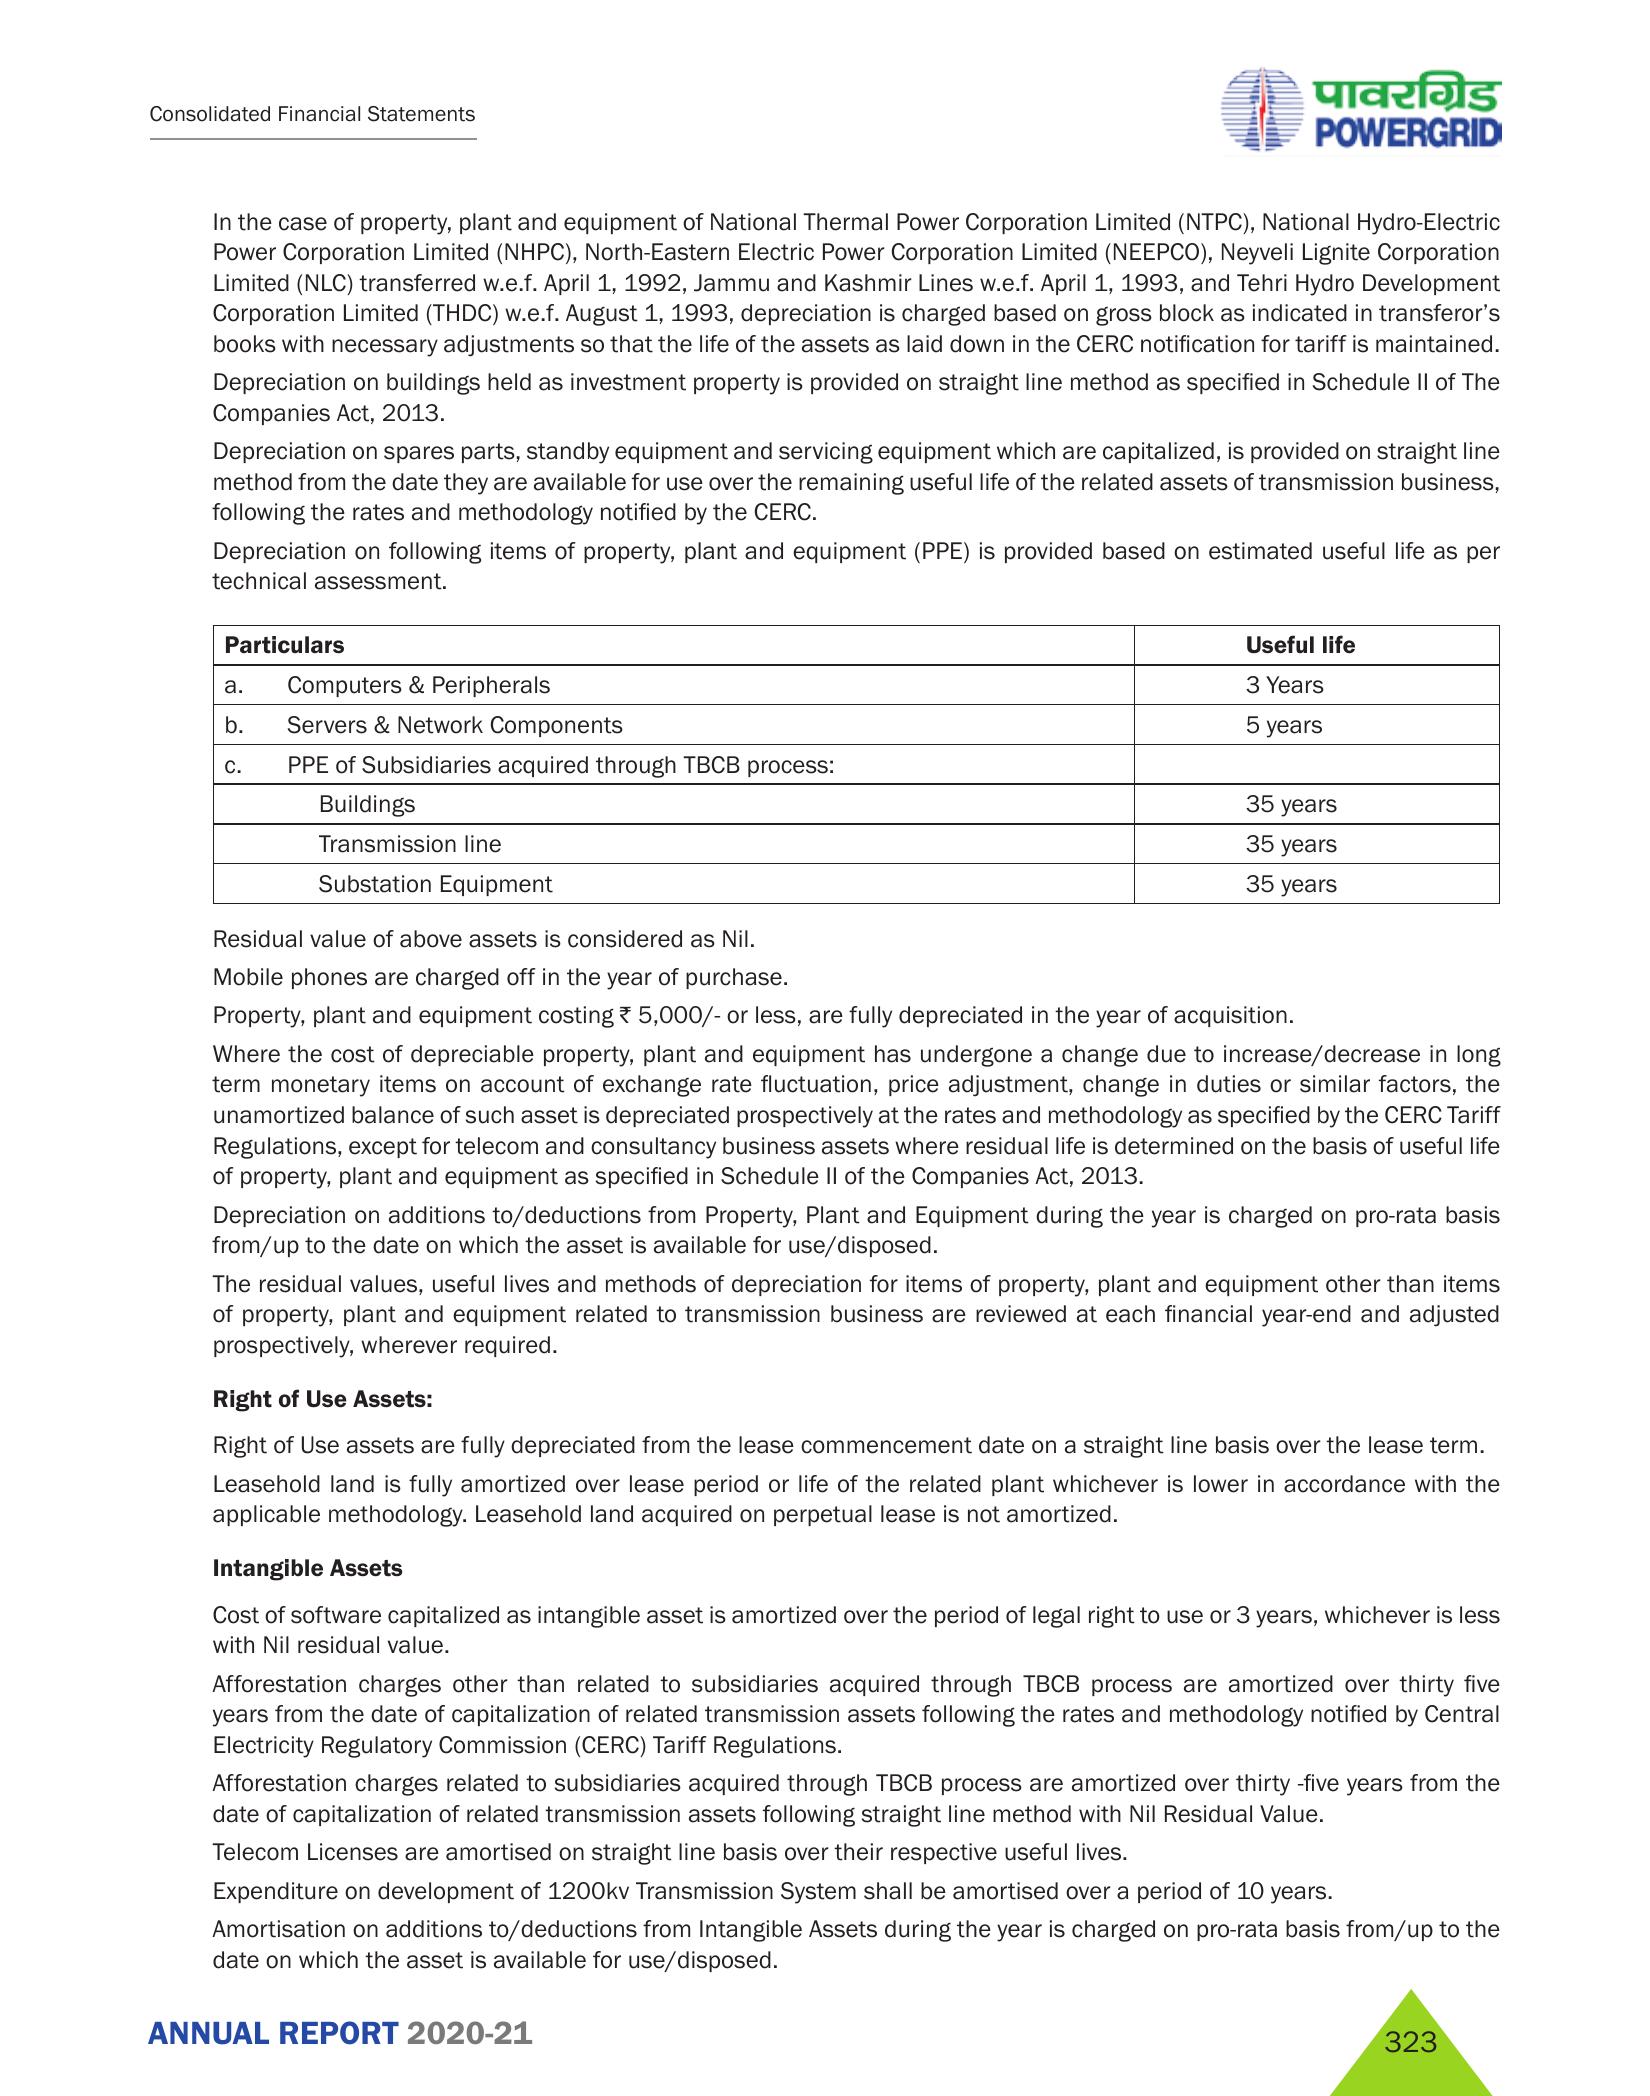 Consolidated Financial Statements
पावरग्रिड
POWERGRID
In the case of property, plant and equipment of National Thermal Power Corporation Limited (NTPC), National Hydro-Electric
Power Corporation Limited (NHPC), North-Eastern Electric Power Corporation Limited (NEEPCO), Neyveli Lignite Corporation
Limited (NLC) transferred w.e.f. April 1, 1992, Jammu and Kashmir Lines w.e.f. April 1, 1993, and Tehri Hydro Development
Corporation Limited (THDC) w.e.f. August 1, 1993, depreciation is charged based on gross block as indicated in transferor’s
books with necessary adjustments so that the life of the assets as laid down in the CERC notification for tariff is maintained.
Depreciation on buildings held as investment property is provided on straight line method as specified in Schedule II of The
Companies Act, 2013.
Depreciation on spares parts, standby equipment and servicing equipment which are capitalized, is provided on straight line
method from the date they are available for use over the remaining useful life of the related assets of transmission business,
following the rates and methodology notified by the CERC.
Depreciation on following items of property, plant and equipment (PPE) is provided based on estimated useful life as per
technical assessment.
Particulars Useful life
a. Computers & Peripherals 3 Years
b. Servers & Network Components 5 years
c. PPE of Subsidiaries acquired through TBCB process:
Buildings 35 years
Transmission line 35 years
Substation Equipment 35 years
Residual value of above assets is considered as Nil.
Mobile phones are charged off in the year of purchase.
Property, plant and equipment costing ₹ 5,000/- or less, are fully depreciated in the year of acquisition.
Where the cost of depreciable property, plant and equipment has undergone a change due to increase/decrease in long
term monetary items on account of exchange rate fluctuation, price adjustment, change in duties or similar factors, the
unamortized balance of such asset is depreciated prospectively at the rates and methodology as specified by the CERC Tariff
Regulations, except for telecom and consultancy business assets where residual life is determined on the basis of useful life
of property, plant and equipment as specified in Schedule II of the Companies Act, 2013.
Depreciation on additions to/deductions from Property, Plant and Equipment during the year is charged on pro-rata basis
from/up to the date on which the asset is available for use/disposed.
The residual values, useful lives and methods of depreciation for items of property, plant and equipment other than items
of property, plant and equipment related to transmission business are reviewed at each financial year-end and adjusted
prospectively, wherever required.
Right of Use Assets:
Right of Use assets are fully depreciated from the lease commencement date on a straight line basis over the lease term.
Leasehold land is fully amortized over lease period or life of the related plant whichever is lower in accordance with the
applicable methodology. Leasehold land acquired on perpetual lease is not amortized.
Intangible Assets
Cost of software capitalized as intangible asset is amortized over the period of legal right to use or 3 years, whichever is less
with Nil residual value.
Afforestation charges other than related to subsidiaries acquired through TBCB process are amortized over thirty five
years from the date of capitalization of related transmission assets following the rates and methodology notified by Central
Electricity Regulatory Commission (CERC) Tariff Regulations.
Afforestation charges related to subsidiaries acquired through TBCB process are amortized over thirty -five years from the
date of capitalization of related transmission assets following straight line method with Nil Residual Value.
Telecom Licenses are amortised on straight line basis over their respective useful lives.
Expenditure on development of 1200kv Transmission System shall be amortised over a period of 10 years.
Amortisation on additions to/deductions from Intangible Assets during the year is charged on pro-rata basis from/up to the
date on which the asset is available for use/disposed.
ANNUAL REPORT 2020-21
323